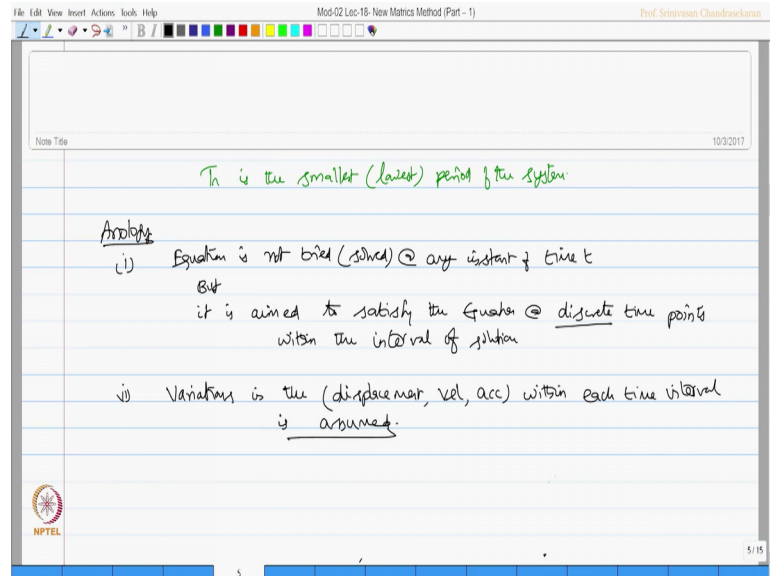 File Edit View Insert Actions Tools Help
Mod-02 Lec-18- New Matrics Method (Part – 1)
Prof. Srinivasan Chandrasekaran
B I
Note Title
10/3/2017
Tn is the smallest (lowest) period of the system.
Analogy
(i) Equation is not tried (solved) @ any instant of time t
But
it is aimed to satisfy the Equation @ discrete time points
within the interval of solution
ii) Variations is the (displacement, vel, acc) within each time interval
is assumed.
NPTEL
5/15
5